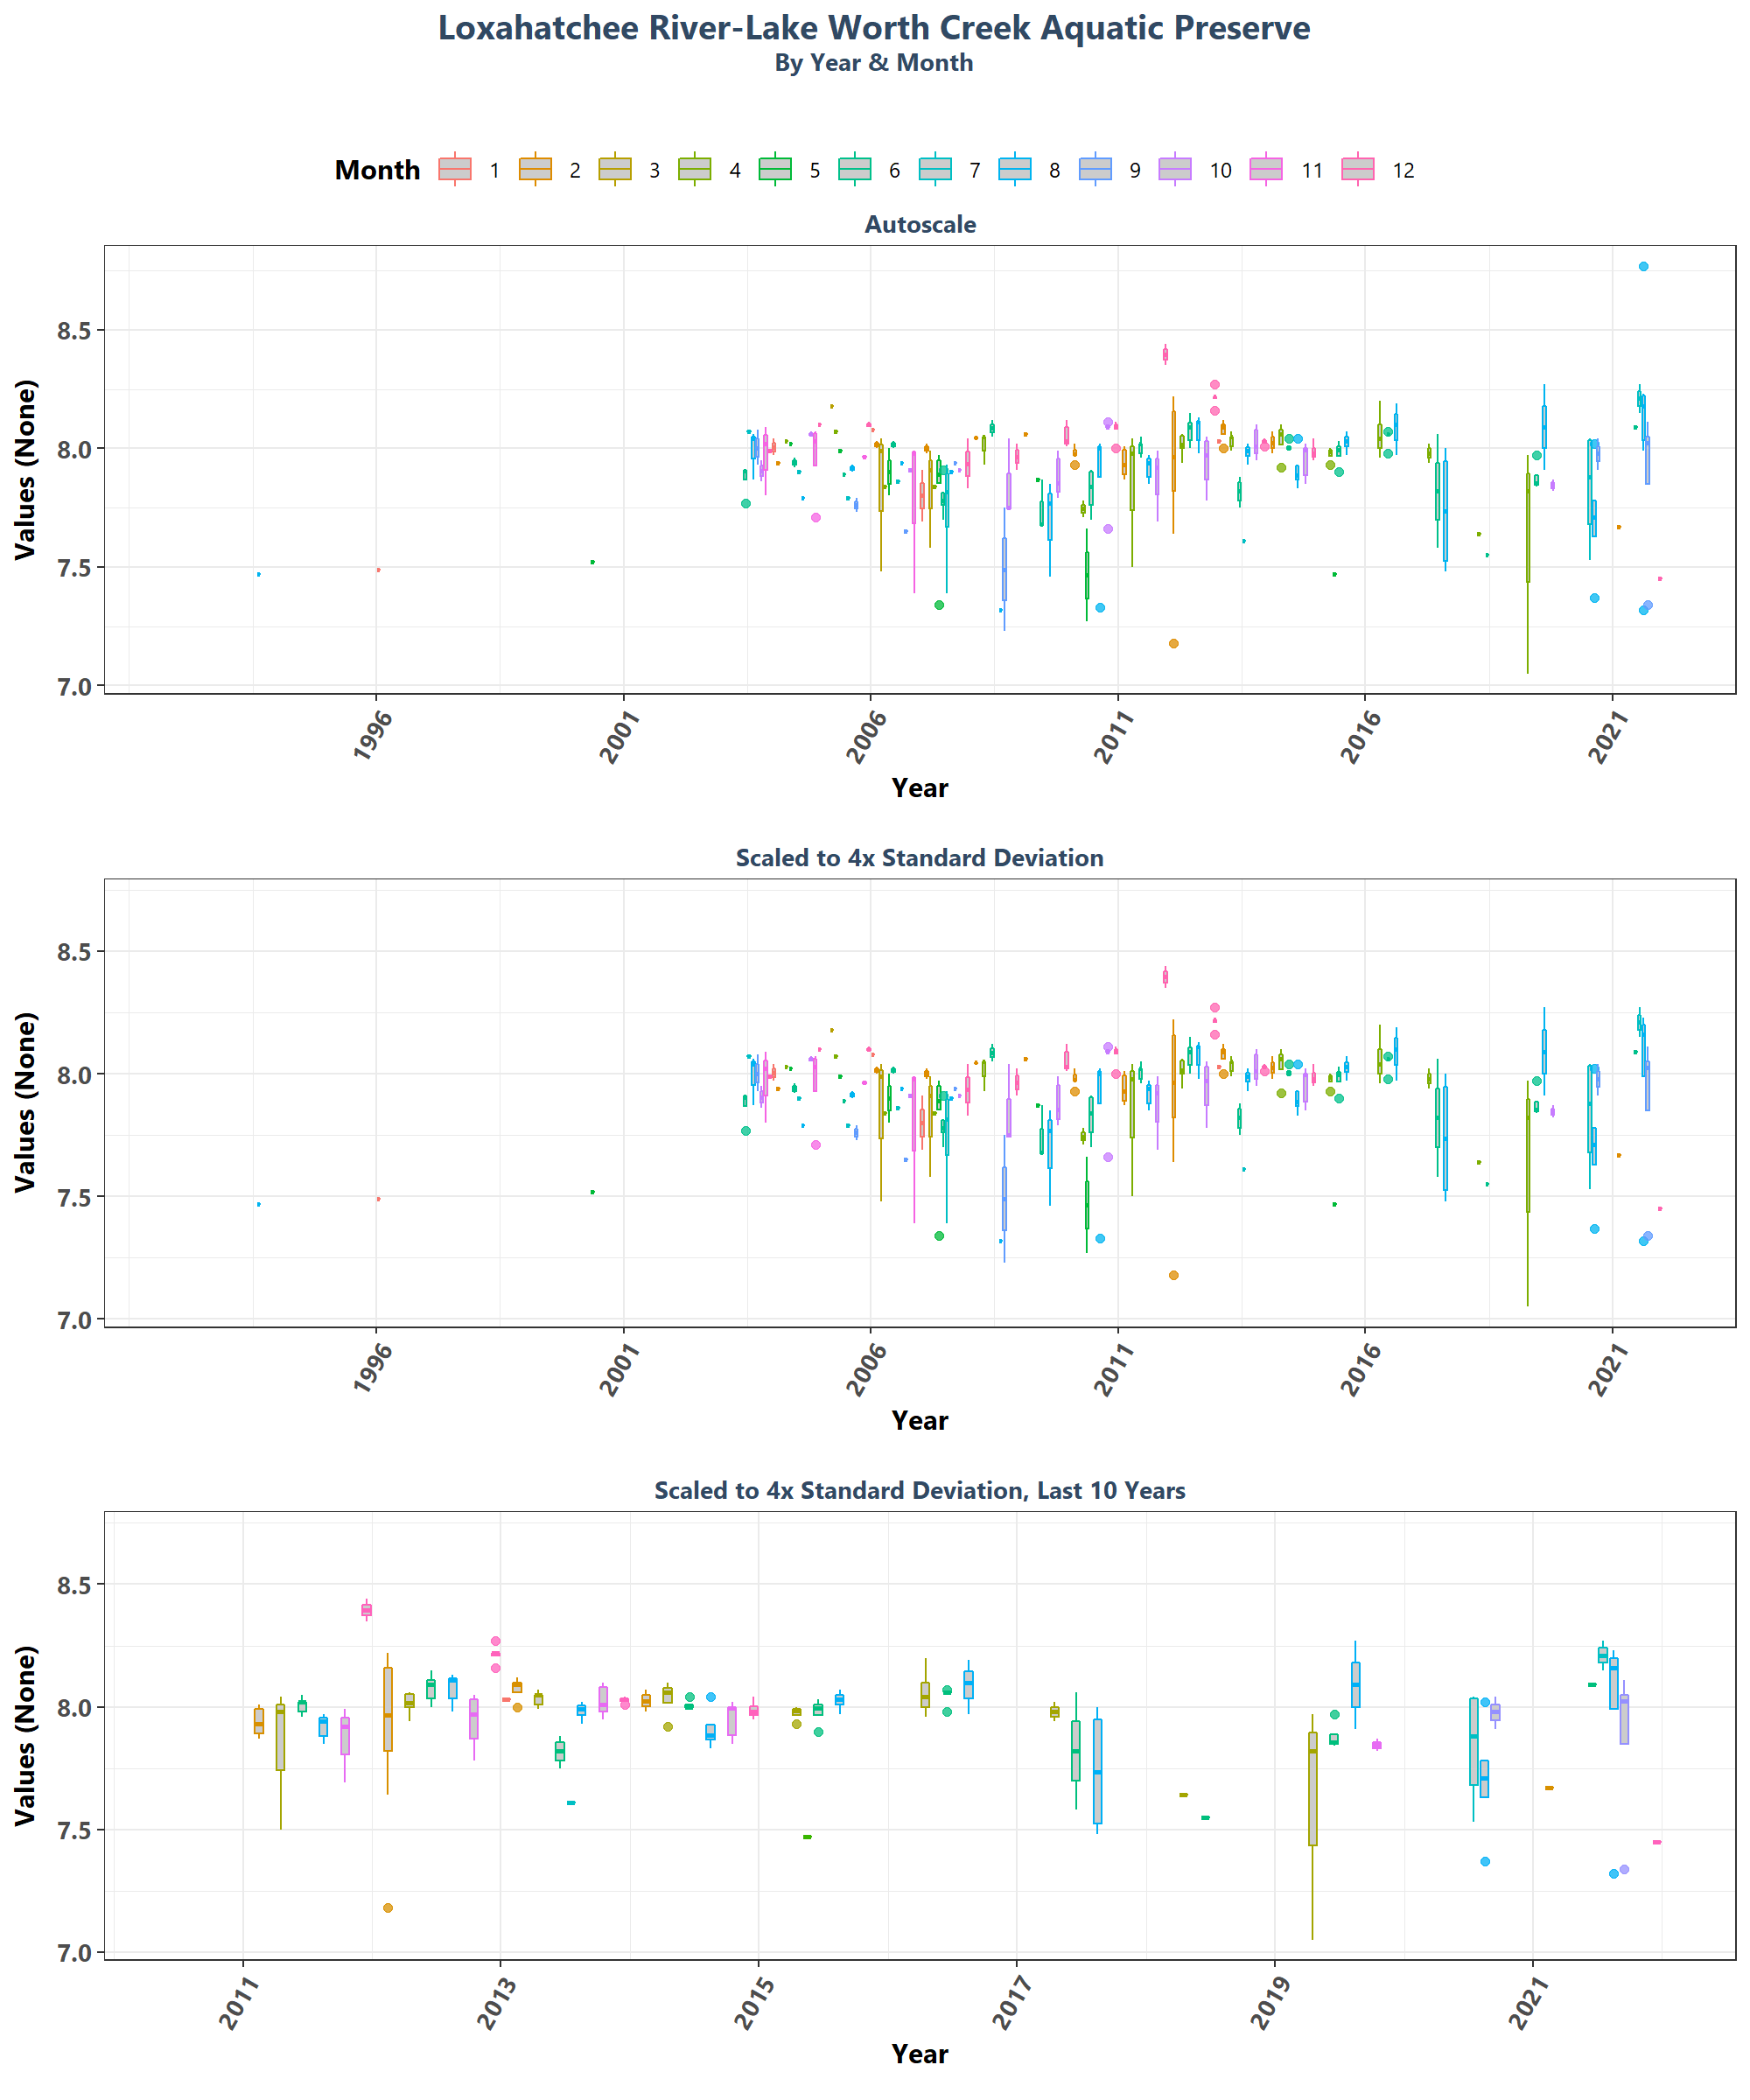 Loxahatchee River-Lake Worth Creek Aquatic Preserve
By Year & Month
Month 1 2 3 4 5 6 7 8 9 10 11 12
Autoscale
Values (None)
8.5
8.0
7.5
7.0
1996 2001 2006 2011 2016 2021
Year
Scaled to 4x Standard Deviation
Values (None)
8.5
8.0
7.5
7.0
1996 2001 2006 2011 2016 2021
Year
Scaled to 4x Standard Deviation, Last 10 Years
Values (None)
8.5
8.0
7.5
7.0
2011 2013 2015 2017 2019 2021
Year